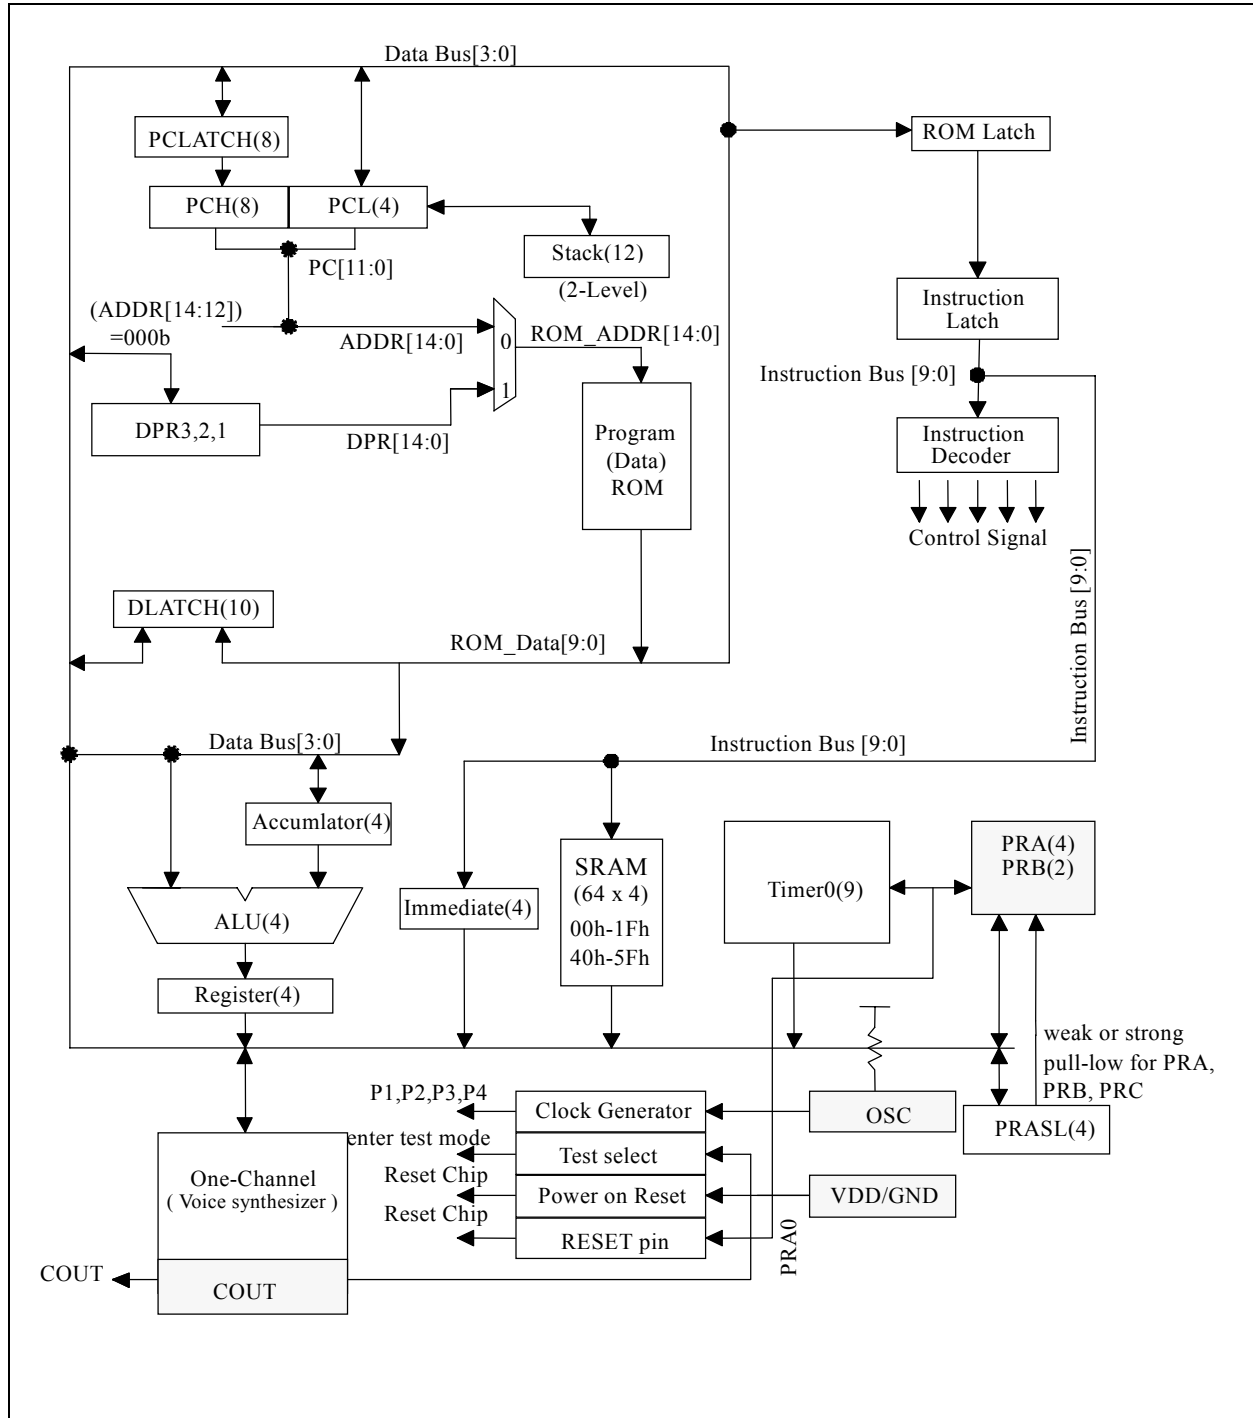 Data Bus[3:0]
PCLATCH(8)
ROM Latch
PCH(8)
PCL(4)
Stack(12)
(2-Level)
PC[11:0]
(ADDR[14:12])
=000b
ADDR[14:0]
0
1
ROM_ADDR[14:0]
Instruction
Latch
Instruction Bus [9:0]
DPR3,2,1
DPR[14:0]
Program
(Data)
ROM
Instruction
Decoder
Control Signal
Instruction Bus [9:0]
DLATCH(10)
ROM_Data[9:0]
Data Bus[3:0]
Instruction Bus [9:0]
Accumlator(4)
ALU(4)
Register(4)
Immediate(4)
SRAM
(64 x 4)
00h-1Fh
40h-5Fh
Timer0(9)
PRA(4)
PRB(2)
weak or strong
pull-low for PRA,
PRB, PRC
PRASL(4)
P1,P2,P3,P4
Clock Generator
OSC
enter test mode
Test select
Reset Chip
Power on Reset
VDD/GND
Reset Chip
RESET pin
PRA0
One-Channel
( Voice synthesizer )
COUT
COUT